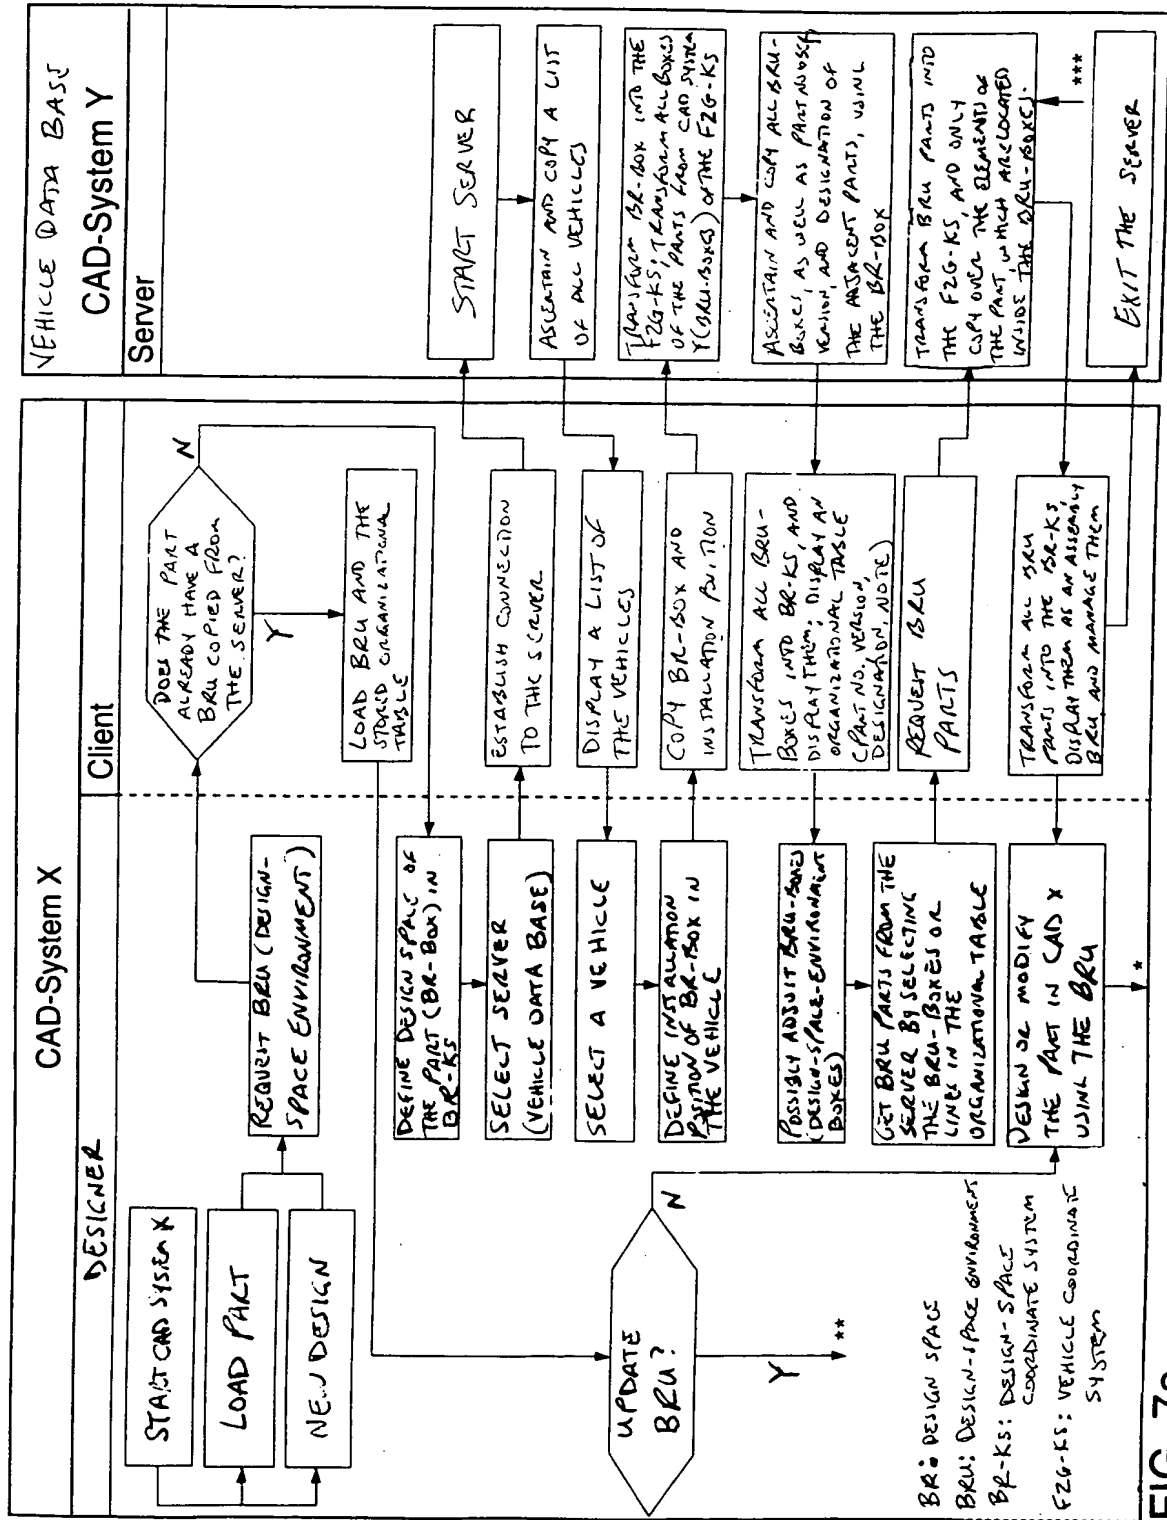 CAD-System X
DESIGNER
Client
VEHICLE DATA BASE
CAD-System Y
Server
START CAD SYSTEM X
LOAD PART
NEW DESIGN
REQUEST BRU (DESIGN-
SPACE ENVIRONMENT)
DOES THE PART
ALREADY HAVE A
BRU COPIED FROM
THE SERVER?
N
Y
LOAD BRU AND THE
STORED ORGANIZATIONAL
TABLE
DEFINE DESIGN SPACE OF
THE PART (BR-BOX) IN
BR-KS
SELECT SERVER
(VEHICLE DATA BASE)
ESTABLISH CONNECTION
TO THE SERVER
START SERVER
ASCERTAIN AND COPY A LIST
OF ALL VEHICLES
DISPLAY A LIST OF
THE VEHICLES
SELECT A VEHICLE
DEFINE INSTALLATION
POSITION OF BR-BOX IN
THE VEHICLE
COPY BR-BOX AND
INSTALLATION POSITION
TRANSFORM BR-BOX INTO THE
FZG-KS; TRANSFORM ALL BOXES
OF THE PARTS FROM CAD SYSTEM
Y (BRU-BOXES) OF THE FZG-KS
ASCERTAIN AND COPY ALL BRU-
BOXES, AS WELL AS PART NUMBER,
VERSION, AND DESIGNATION OF
THE ADJACENT PARTS, USING
THE BR-BOX
TRANSFORM ALL BRU-
BOXES INTO BR-KS, AND
DISPLAY THEM; DISPLAY AN
ORGANIZATIONAL TABLE
(PART NO. VERSION,
DESIGNATION, NOTE)
POSSIBLY ADJUST BRU-BOXES
(DESIGN-SPACE-ENVIRONMENT
BOXES)
GET BRU PARTS FROM THE
SERVER BY SELECTING
THE BRU-BOXES OR
LINES IN THE
ORGANIZATIONAL TABLE
REQUEST BRU
PARTS
TRANSFORM BRU PARTS INTO
THE FZG-KS, AND ONLY
COPY OVER THE ELEMENTS OF
THE PART WHICH ARE LOCATED
INSIDE THE BRU-BOXES.
***
TRANSFORM ALL BRU
PARTS INTO THE BR-KS,
DISPLAY THEM AS AN ASSEMBLY
BRU AND MANAGE THEM
EXIT THE SERVER
DESIGN OR MODIFY
THE PART IN CAD X
USING THE BRU
*
UPDATE
BRU?
N
Y
**
BR: DESIGN SPACE
BRU: DESIGN-SPACE ENVIRONMENT
BR-KS: DESIGN-SPACE
COORDINATE SYSTEM
FZG-KS: VEHICLE COORDINATE
SYSTEM